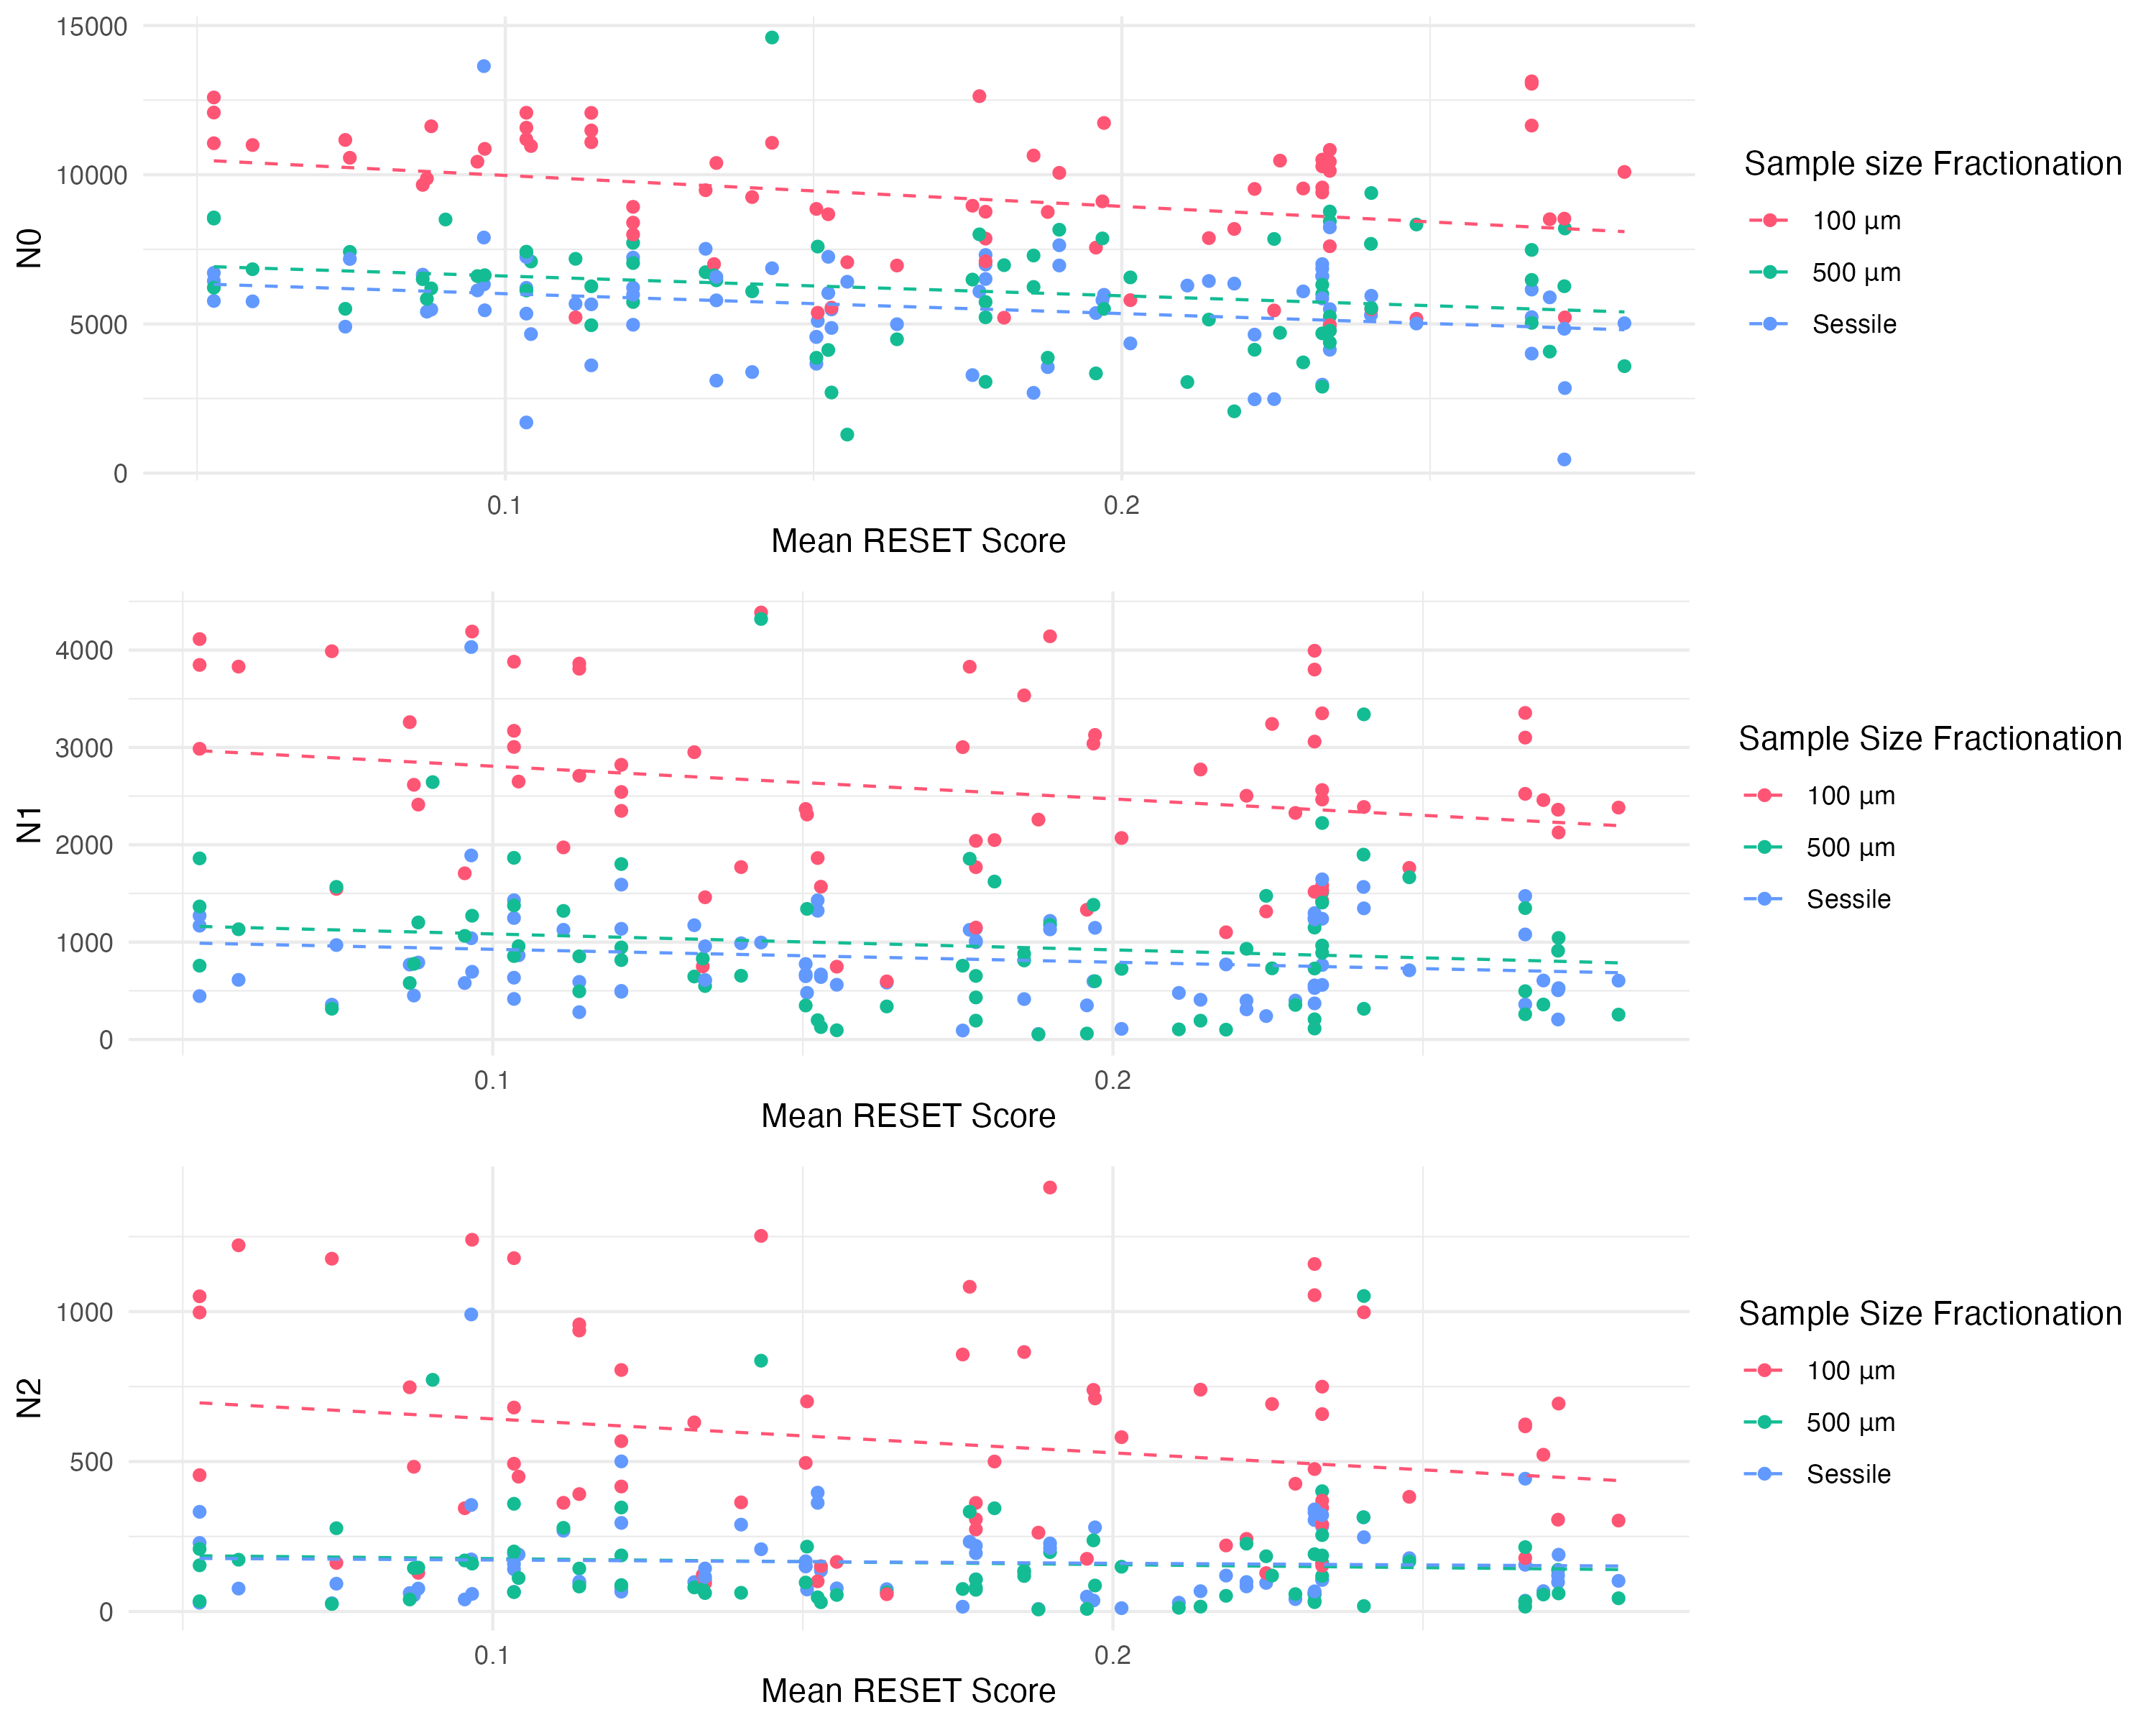 15000
10000
5000
0
N0
0.1
0.2
Mean RESET Score
Sample size Fractionation
100 µm
500 µm
Sessile
4000
3000
2000
1000
0
N1
0.1
0.2
Mean RESET Score
Sample Size Fractionation
100 µm
500 µm
Sessile
1000
500
0
N2
0.1
0.2
Mean RESET Score
Sample Size Fractionation
100 µm
500 µm
Sessile